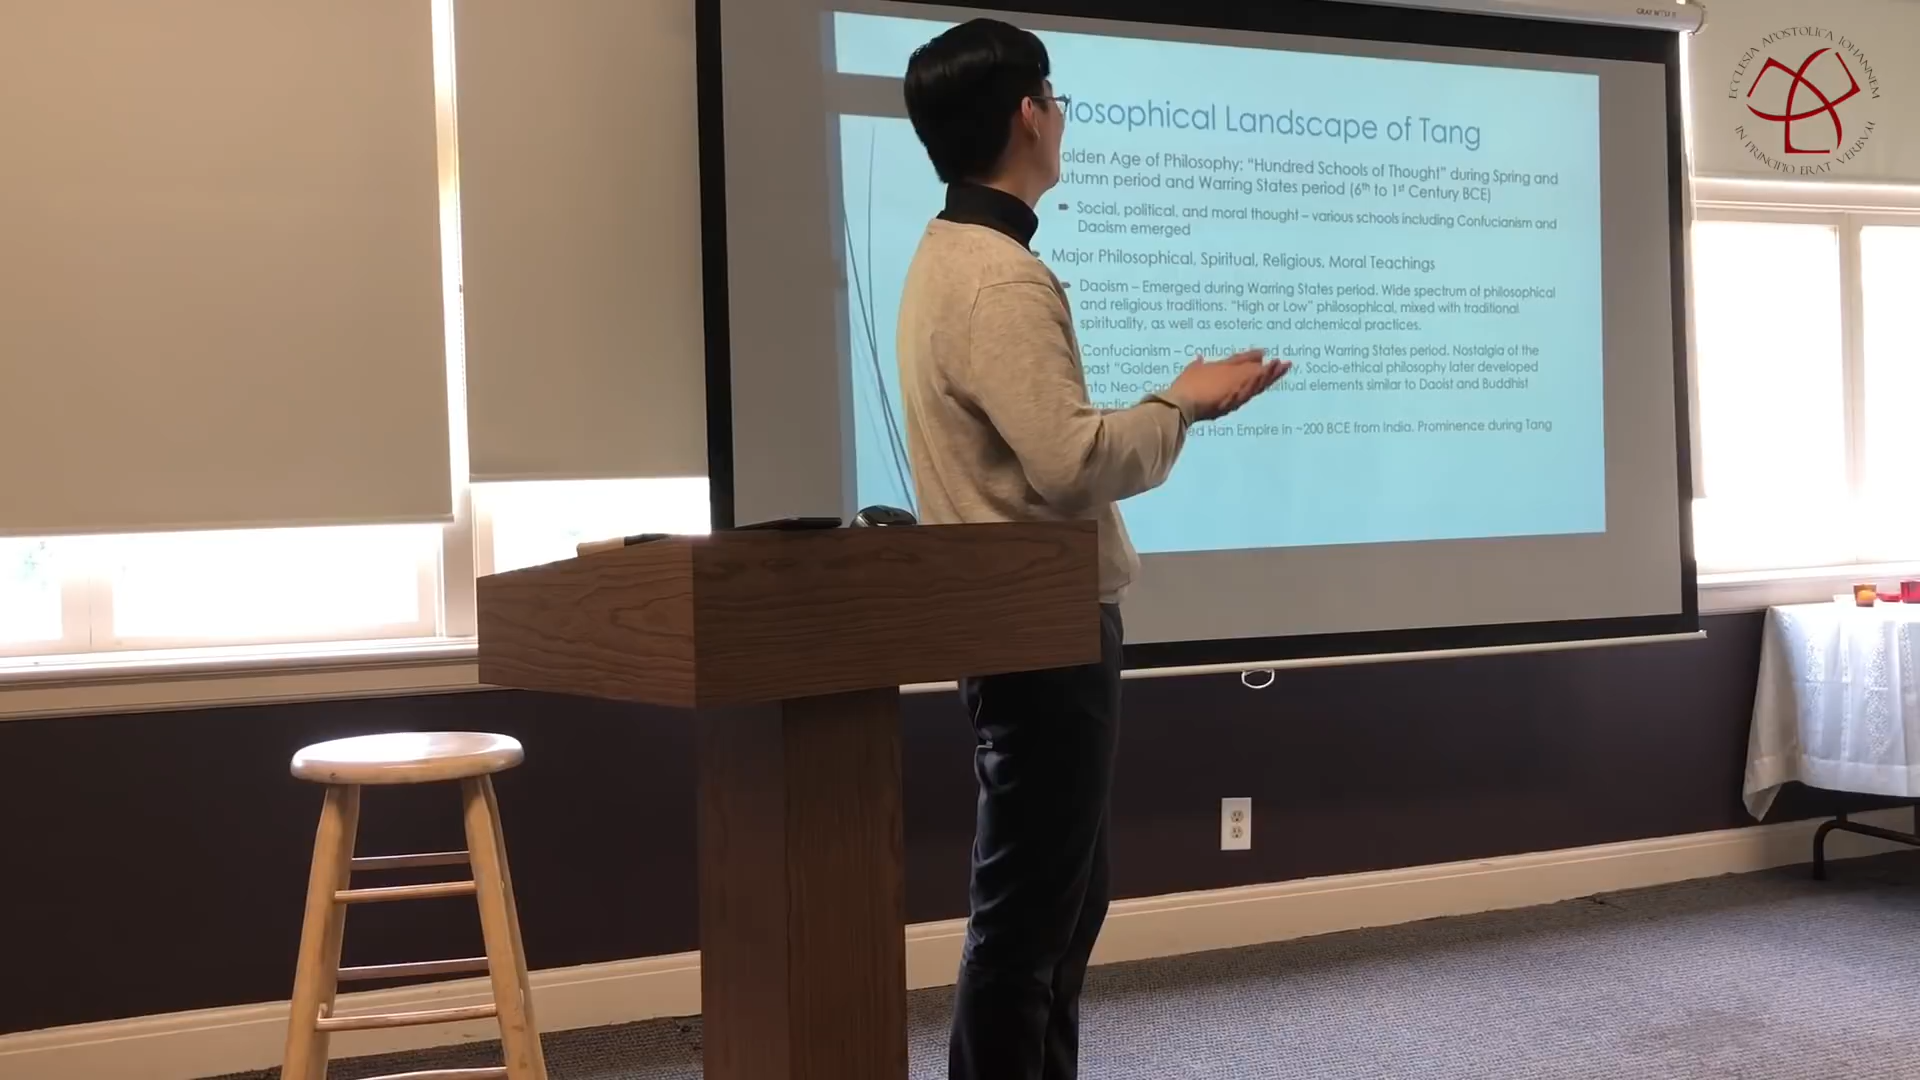 GRAY
ECCLESIA APOSTOLICA IOHANNEM
IN PRINCIPIO ERAT VERBVM
losophical Landscape of Tang
olden Age of Philosophy: “Hundred Schools of Thought” during Spring and
utumn period and Warring States period (6th to 1st Century BCE)
Social, political, and moral thought – various schools including Confucianism and
Daoism emerged
Major Philosophical, Spiritual, Religious, Moral Teachings
Daoism – Emerged during Warring States period. Wide spectrum of philosophical
and religious traditions. “High or Low” philosophical, mixed with traditional
spirituality, as well as esoteric and alchemical practices.
Confucianism – during Warring States period. Nostalgia of the
past “Golden Socio-ethical philosophy later developed
nto elements similar to Daoist and Buddhist
ed Han Empire in ~200 BCE from India. Prominence during Tang